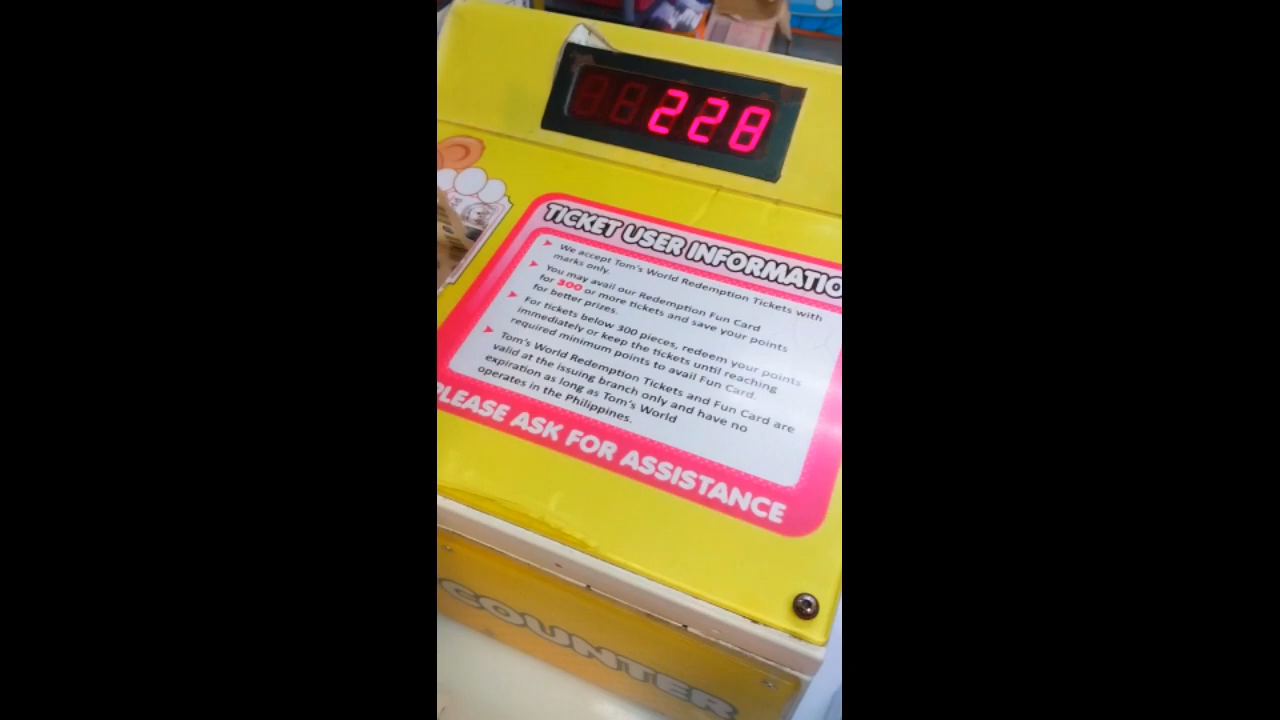 228
TICKET USER INFORMATIO
We accept Tom's World Redemption Tickets with
marks only.
You may avail our Redemption Fun Card
for 300 or more tickets and save your points
for better prizes.
For tickets below 300 pieces, redeem your points
immediately or keep the tickets until reaching
required minimum points to avail Fun Card.
Tom's World Redemption Tickets and Fun Card are
valid at the issuing branch only and have no
expiration as long as Tom's World
operates in the Philippines.
PLEASE ASK FOR ASSISTANCE
COUNTER